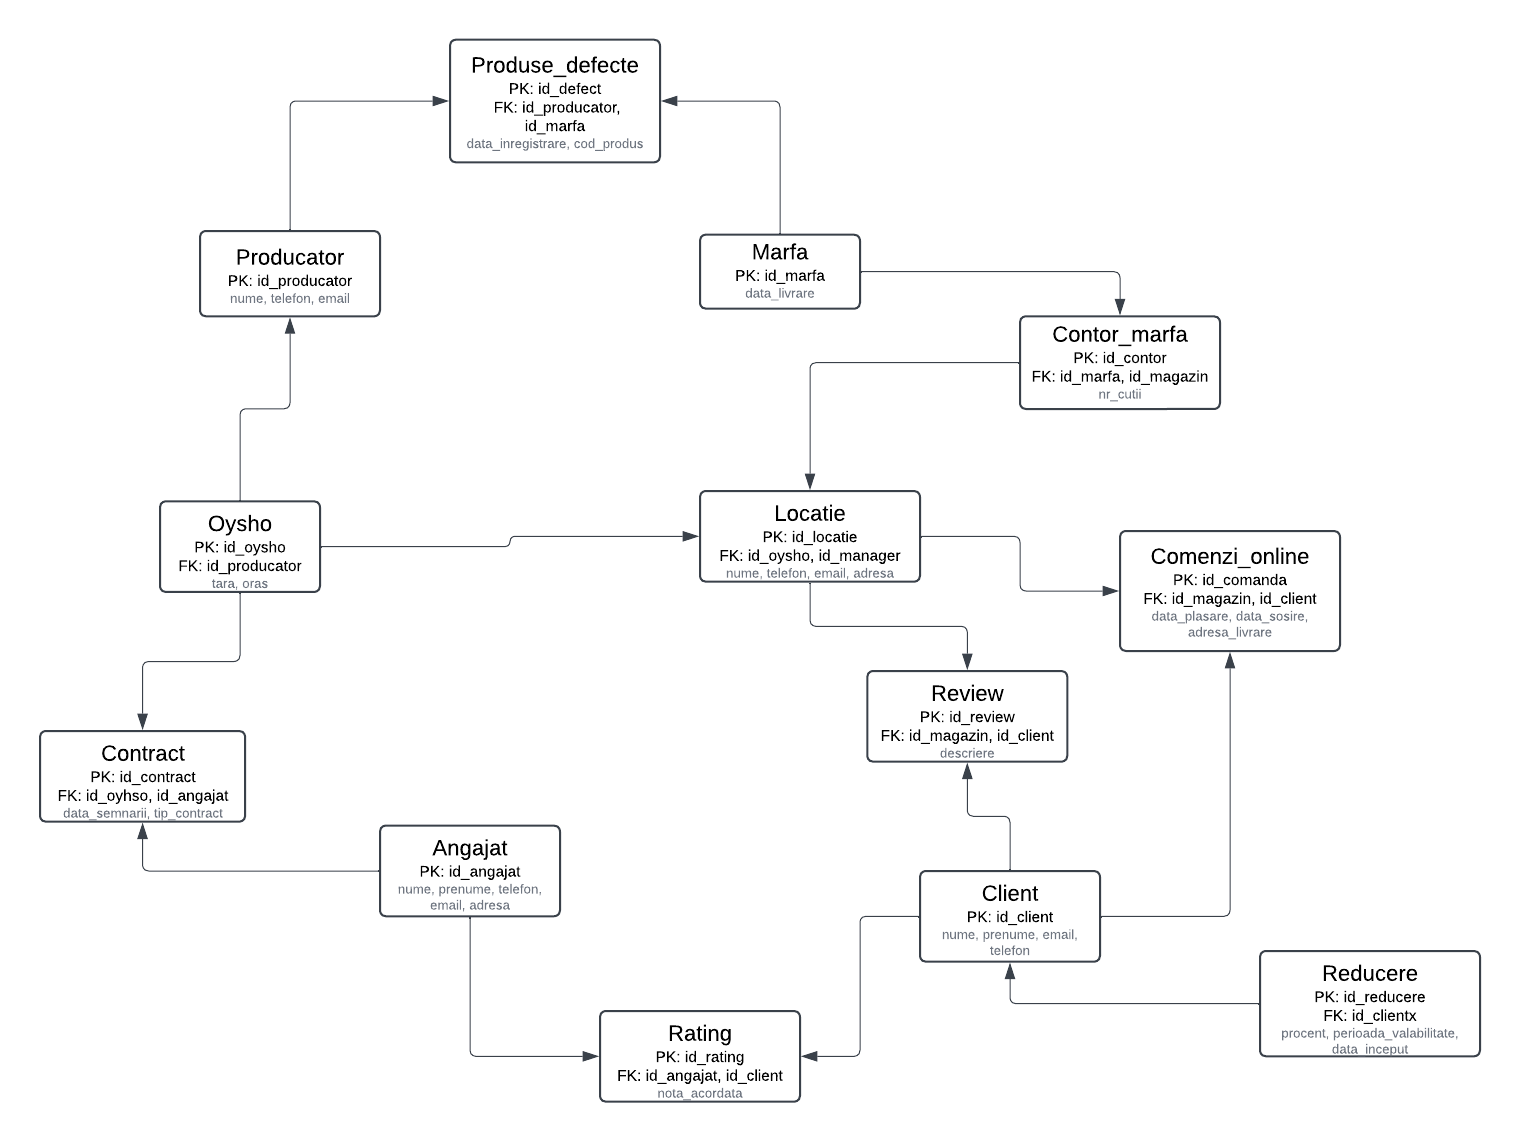 Produse_defecte
PK: id_defect
FK: id_producator,
id_marfa
data_inregistrare, cod_produs
Producator
PK: id_producator
nume, telefon, email
Marfa
PK: id_marfa
data_livrare
Contor_marfa
PK: id_contor
FK: id_marfa, id_magazin
nr_cutii
Oysho
PK: id_oysho
FK: id_producator
tara, oras
Locatie
PK: id_locatie
FK: id_oysho, id_manager
nume, telefon, email, adresa
Comenzi_online
PK: id_comanda
FK: id_magazin, id_client
data_plasare, data_sosire,
adresa_livrare
Review
PK: id_review
FK: id_magazin, id_client
descriere
Contract
PK: id_contract
FK: id_oyhso, id_angajat
data_semnarii, tip_contract
Angajat
PK: id_angajat
nume, prenume, telefon,
email, adresa
Client
PK: id_client
nume, prenume, email,
telefon
Reducere
PK: id_reducere
FK: id_clientx
procent, perioada_valabilitate,
data_inceput
Rating
PK: id_rating
FK: id_angajat, id_client
nota_acordata